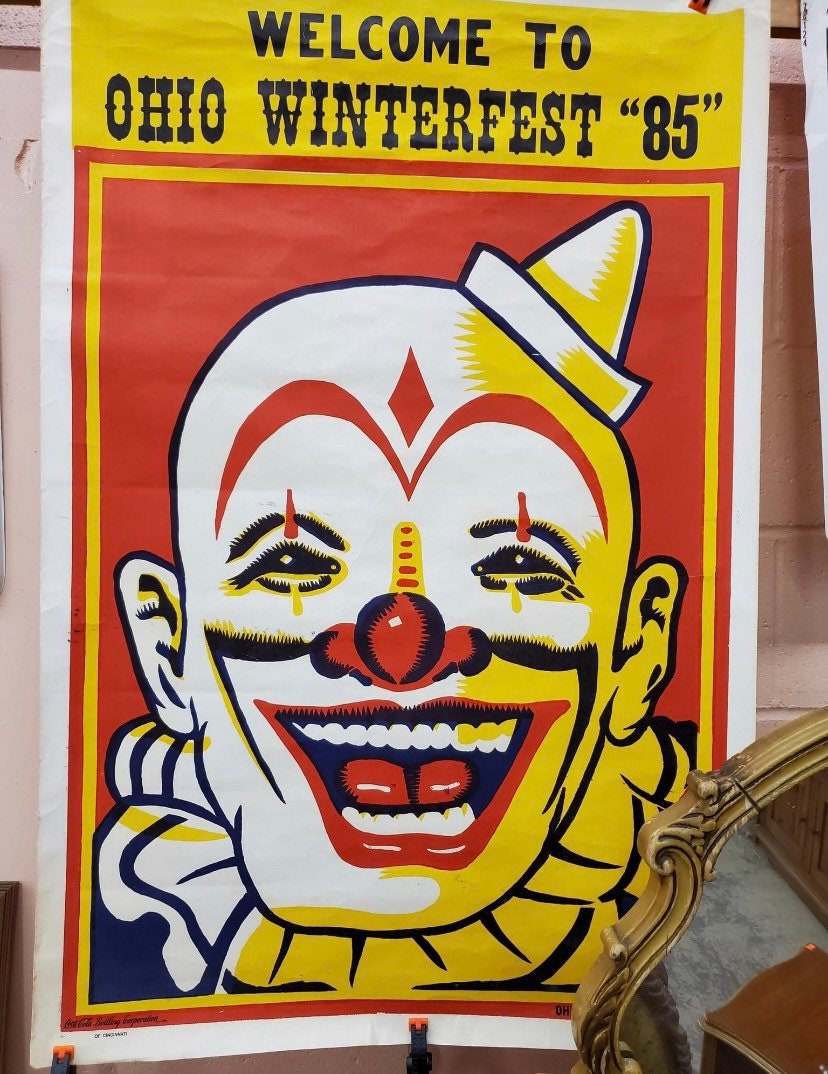 WELCOME TO
OHIO WINTERFEST “85”
Coca-Cola Bottling Corporation
OF CINCINNATI
OH